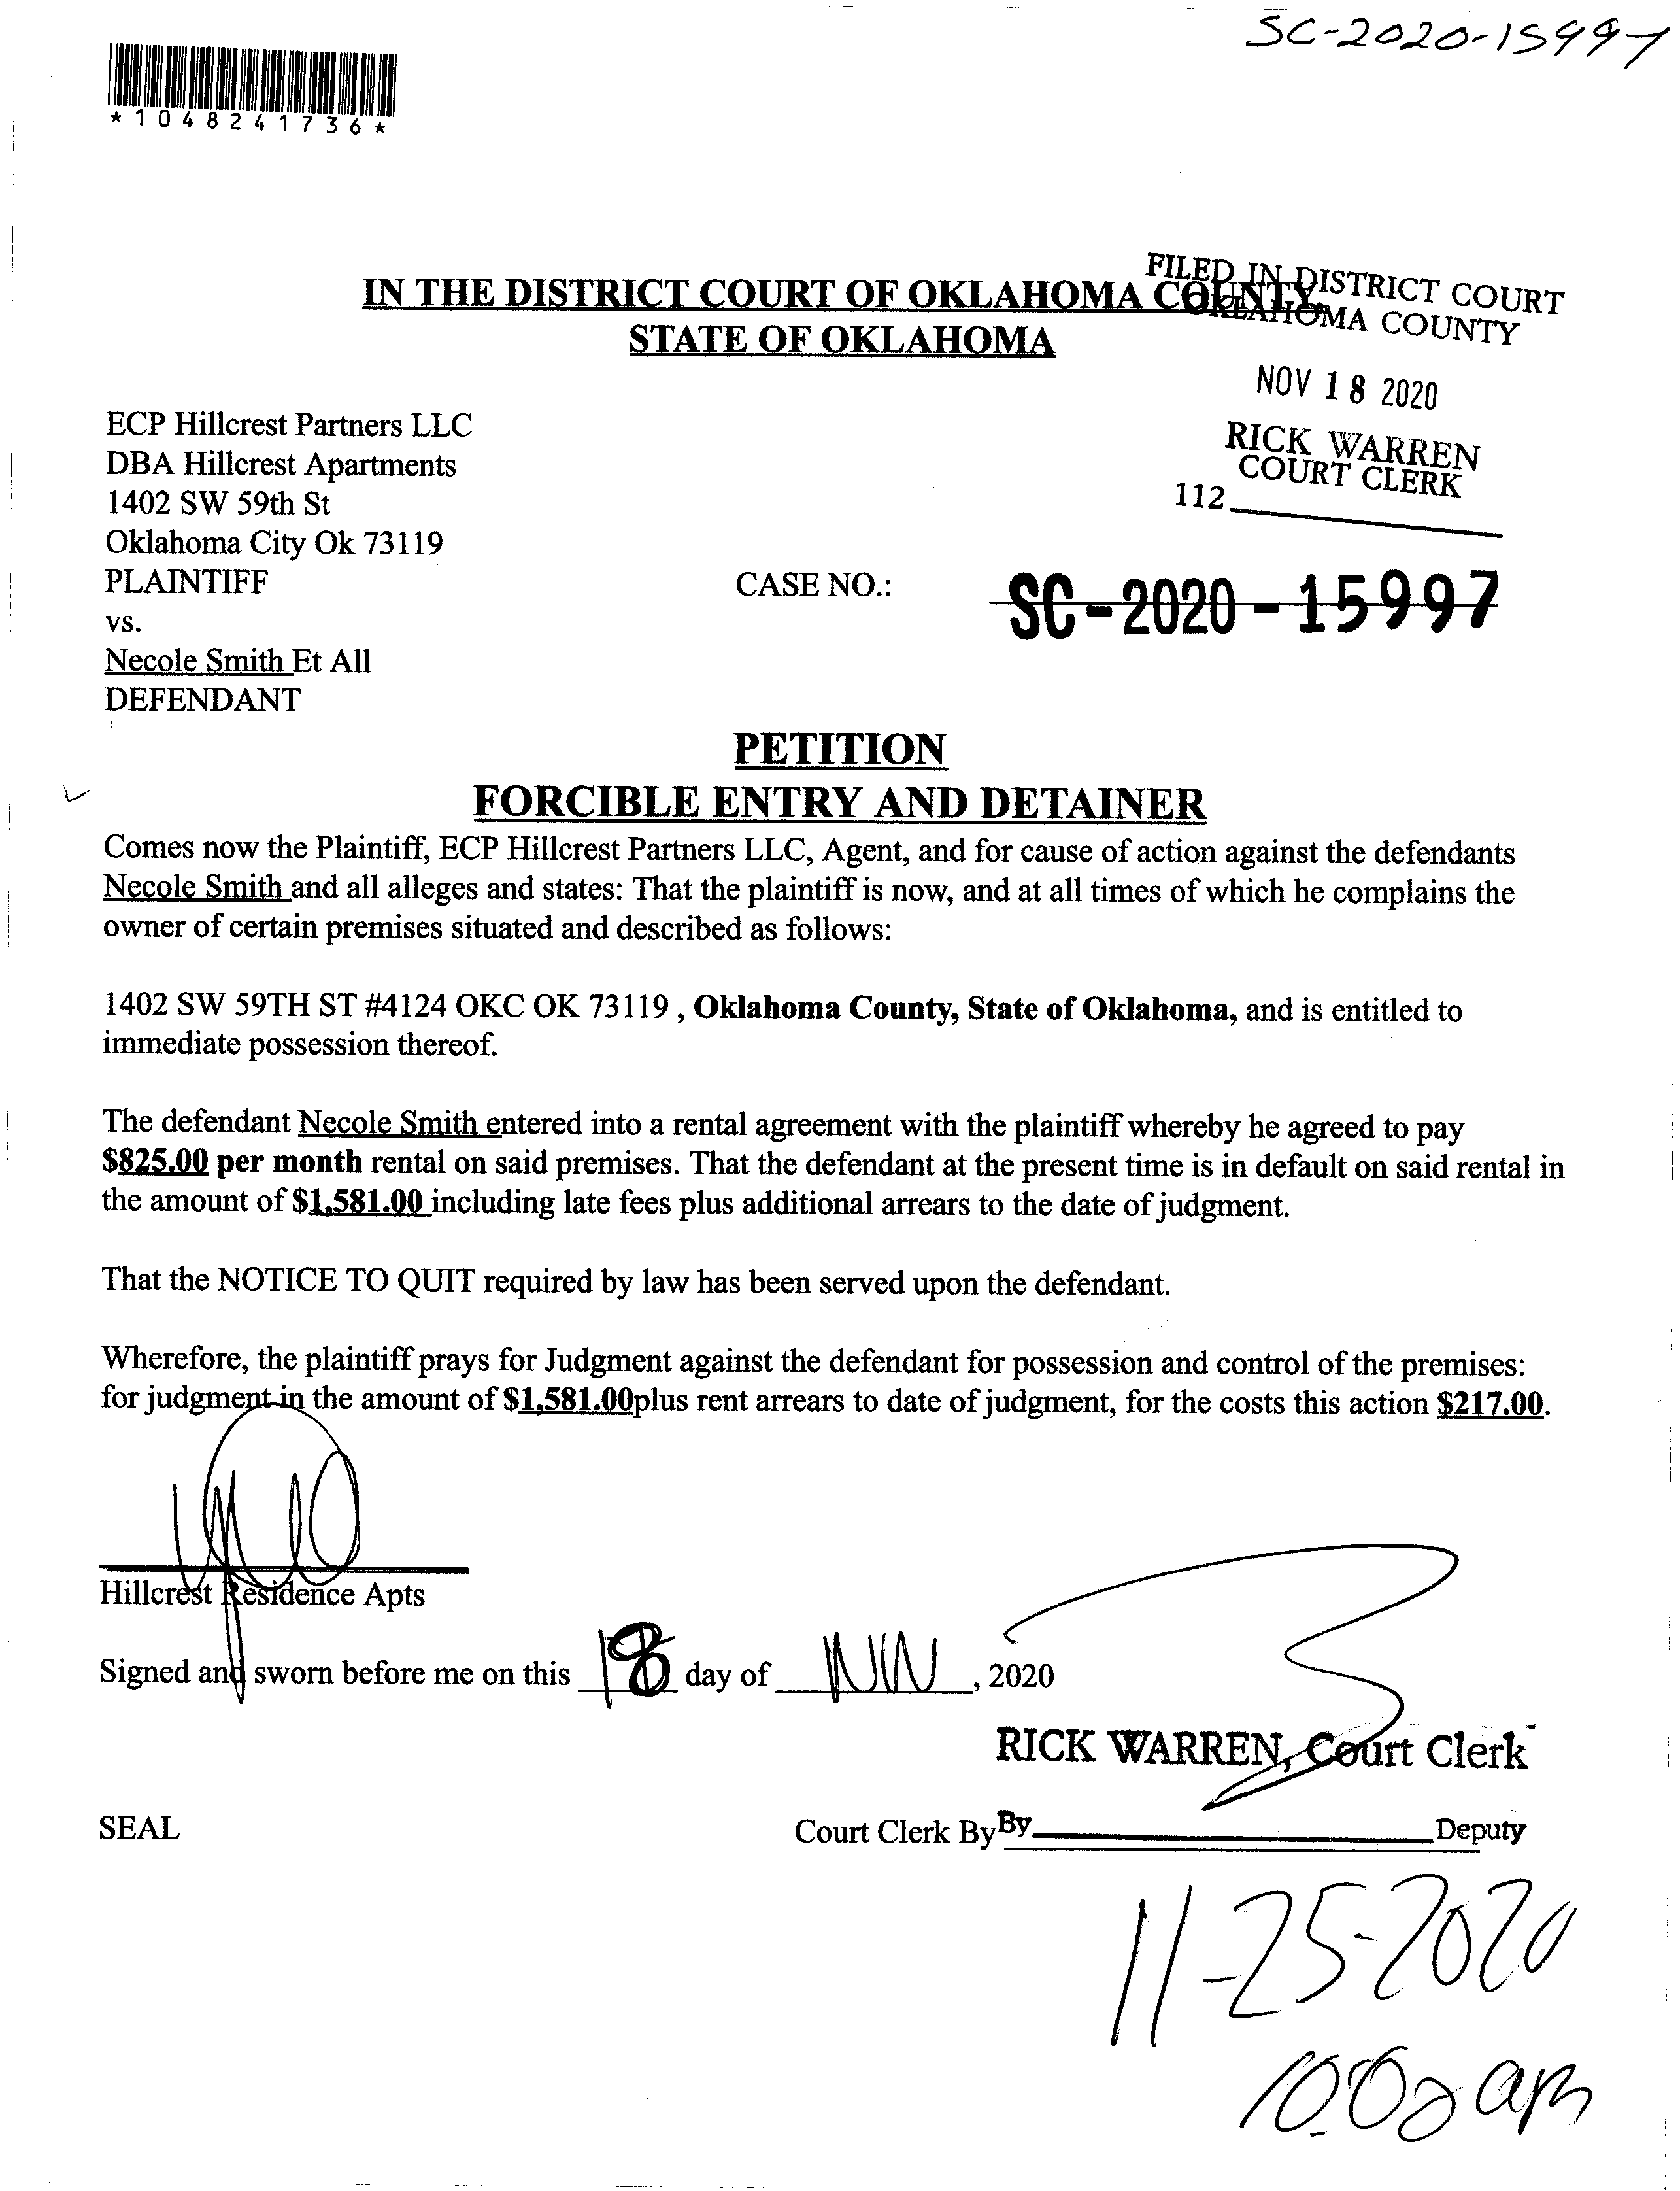 SC-2020-15997
*1048241736*
FILED IN DISTRICT COURT
OKLAHOMA COUNTY
IN THE DISTRICT COURT OF OKLAHOMA COUNTY,
STATE OF OKLAHOMA
NOV 18 2020
RICK WARREN
COURT CLERK
112
ECP Hillcrest Partners LLC
DBA Hillcrest Apartments
1402 SW 59th St
Oklahoma City Ok 73119
PLAINTIFF
CASE NO.: SC-2020-15997
vs.
Necole Smith Et All
DEFENDANT
PETITION
FORCIBLE ENTRY AND DETAINER
Comes now the Plaintiff, ECP Hillcrest Partners LLC, Agent, and for cause of action against the defendants
Necole Smith and all alleges and states: That the plaintiff is now, and at all times of which he complains the
owner of certain premises situated and described as follows:
1402 SW 59TH ST #4124 OKC OK 73119 , Oklahoma County, State of Oklahoma, and is entitled to
immediate possession thereof.
The defendant Necole Smith entered into a rental agreement with the plaintiff whereby he agreed to pay
$825.00 per month rental on said premises. That the defendant at the present time is in default on said rental in
the amount of $1,581.00 including late fees plus additional arrears to the date of judgment.
That the NOTICE TO QUIT required by law has been served upon the defendant.
Wherefore, the plaintiff prays for Judgment against the defendant for possession and control of the premises:
for judgment in the amount of $1,581.00plus rent arrears to date of judgment, for the costs this action $217.00.
Hillcrest Residence Apts
Signed and sworn before me on this 18 day of NOV, 2020
RICK WARREN, Court Clerk
SEAL
Court Clerk By By Deputy
11-25-2020
10:00 am